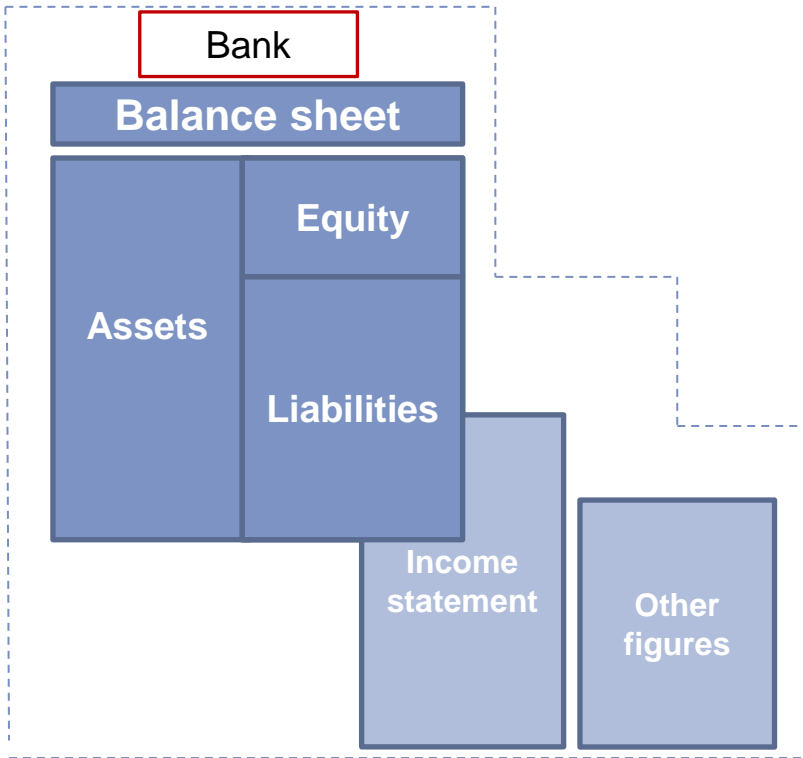 Bank
Balance sheet
Equity
Assets
Liabilities
Income
statement
Other
figures